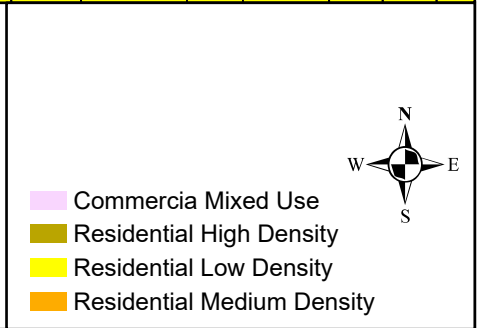 N
W E
S
Commercia Mixed Use
Residential High Density
Residential Low Density
Residential Medium Density